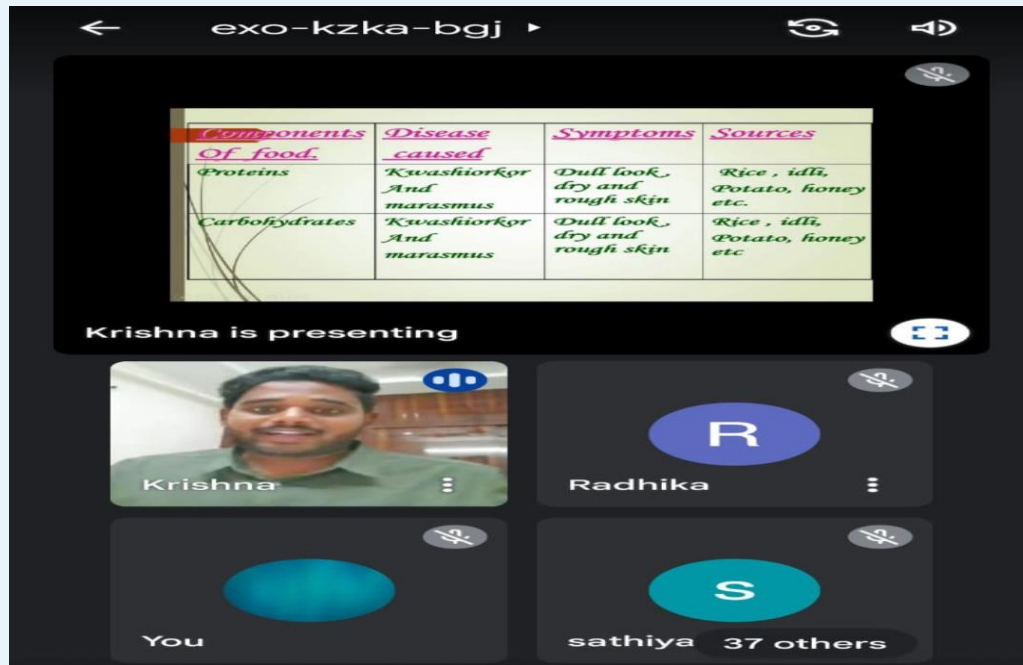 exo-kzka-bgj
Components Of food. | Disease caused | Symptoms | Sources
Proteins | Kwashiorkor And marasmus | Dull look, dry and rough skin | Rice , idli, Potato, honey etc.
Carbohydrates | Kwashiorkor And marasmus | Dull look, dry and rough skin | Rice , idli, Potato, honey etc
Krishna is presenting
Krishna
R
Radhika
You
S
sathiya
37 others